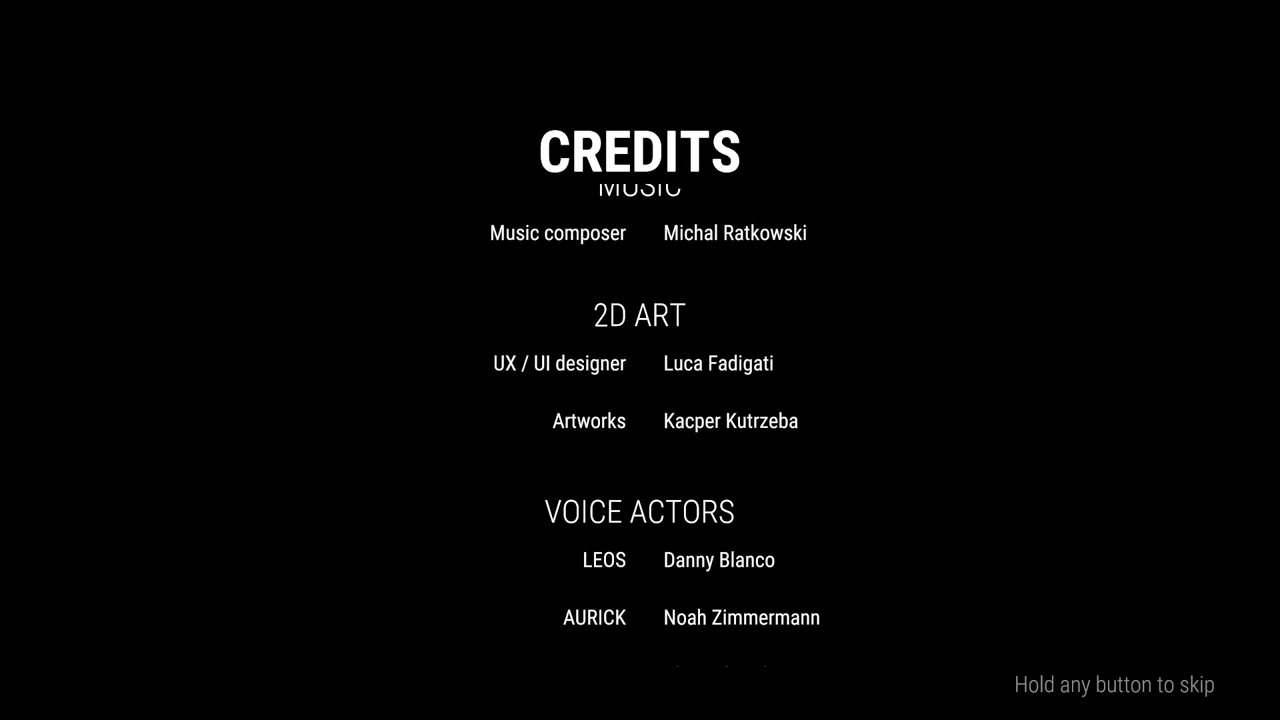 CREDITS
MUSIC
Music composer Michal Ratkowski
2D ART
UX / UI designer Luca Fadigati
Artworks Kacper Kutrzeba
VOICE ACTORS
LEOS Danny Blanco
AURICK Noah Zimmermann
Hold any button to skip